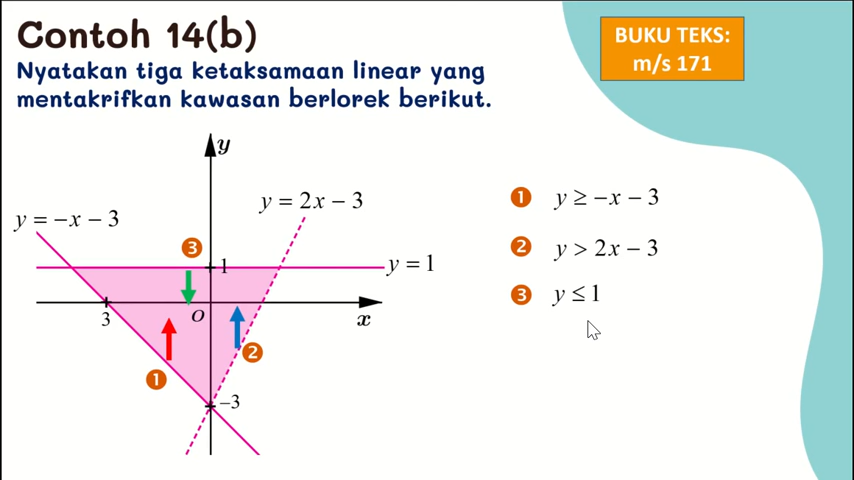 Contoh 14(b)
BUKU TEKS:
m/s 171
Nyatakan tiga ketaksamaan linear yang
mentakrifkan kawasan berlorek berikut.
y
y = 2x − 3
y = −x − 3
3
1
y = 1
3
O
x
2
1
−3
1 y ≥ −x − 3
2 y > 2x − 3
3 y ≤ 1